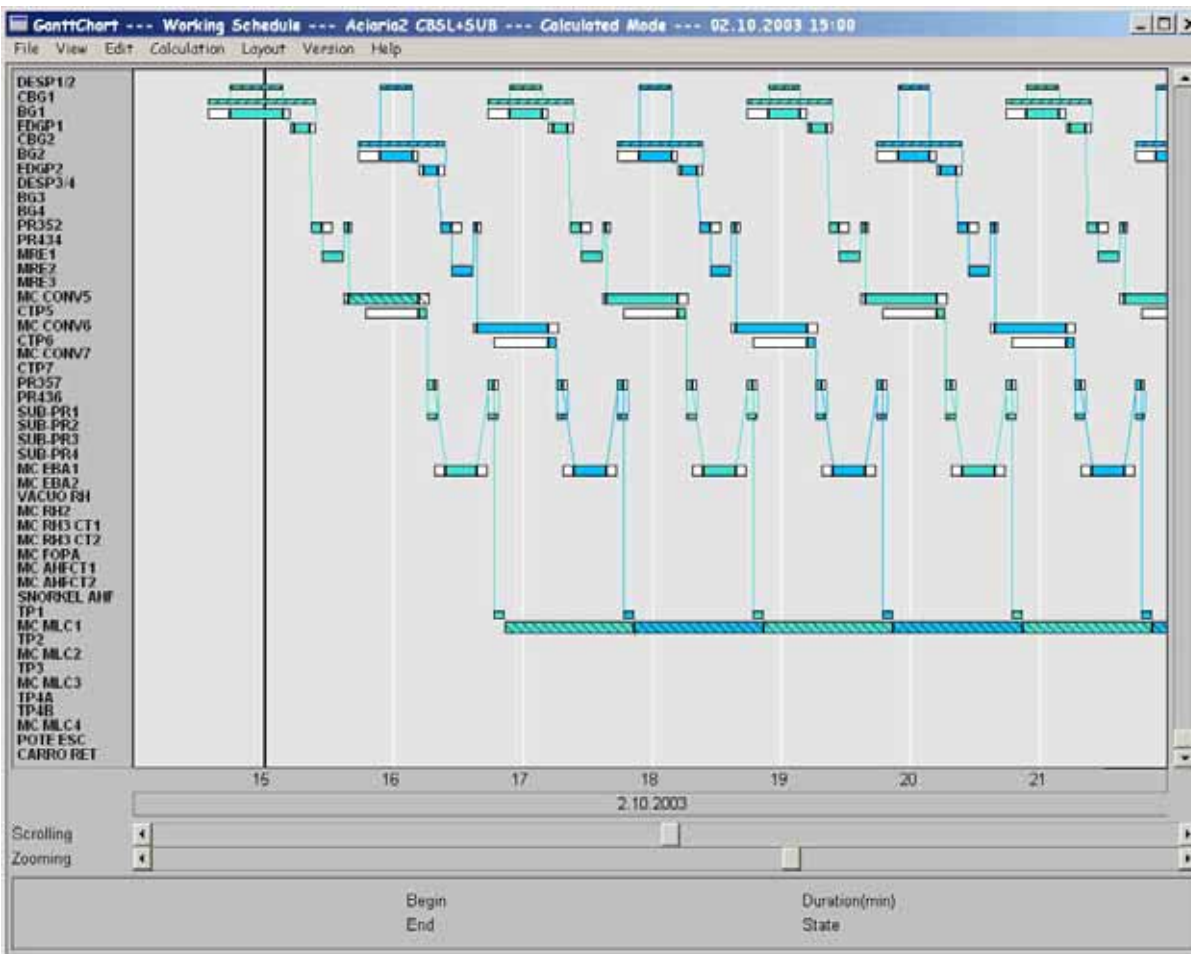 GanttChart --- Working Schedule --- Aciaria2 CBSL+SUB --- Calculated Mode --- 02.10.2003 15:00
File View Edit Calculation Layout Version Help
DESP1/2
CBG1
BG1
EDGP1
CBG2
BG2
EDGP2
DESP3/4
BG3
BG4
PR352
PR434
MRE1
MRE2
MRE3
MC CONV5
CTP5
MC CONV6
CTP6
MC CONV7
CTP7
PR357
PR436
SUB-PR1
SUB-PR2
SUB-PR3
SUB-PR4
MC EBA1
MC EBA2
VACUO RH
MC RH2
MC RH3 CT1
MC RH3 CT2
MC FOPA
MC AHFCT1
MC AHFCT2
SNORKEL AHF
TP1
MC MLC1
TP2
MC MLC2
TP3
MC MLC3
TP4A
TP4B
MC MLC4
POTE ESC
CARRO RET
15 16 17 18 19 20 21
2.10.2003
Scrolling
Zooming
Begin Duration(min)
End State